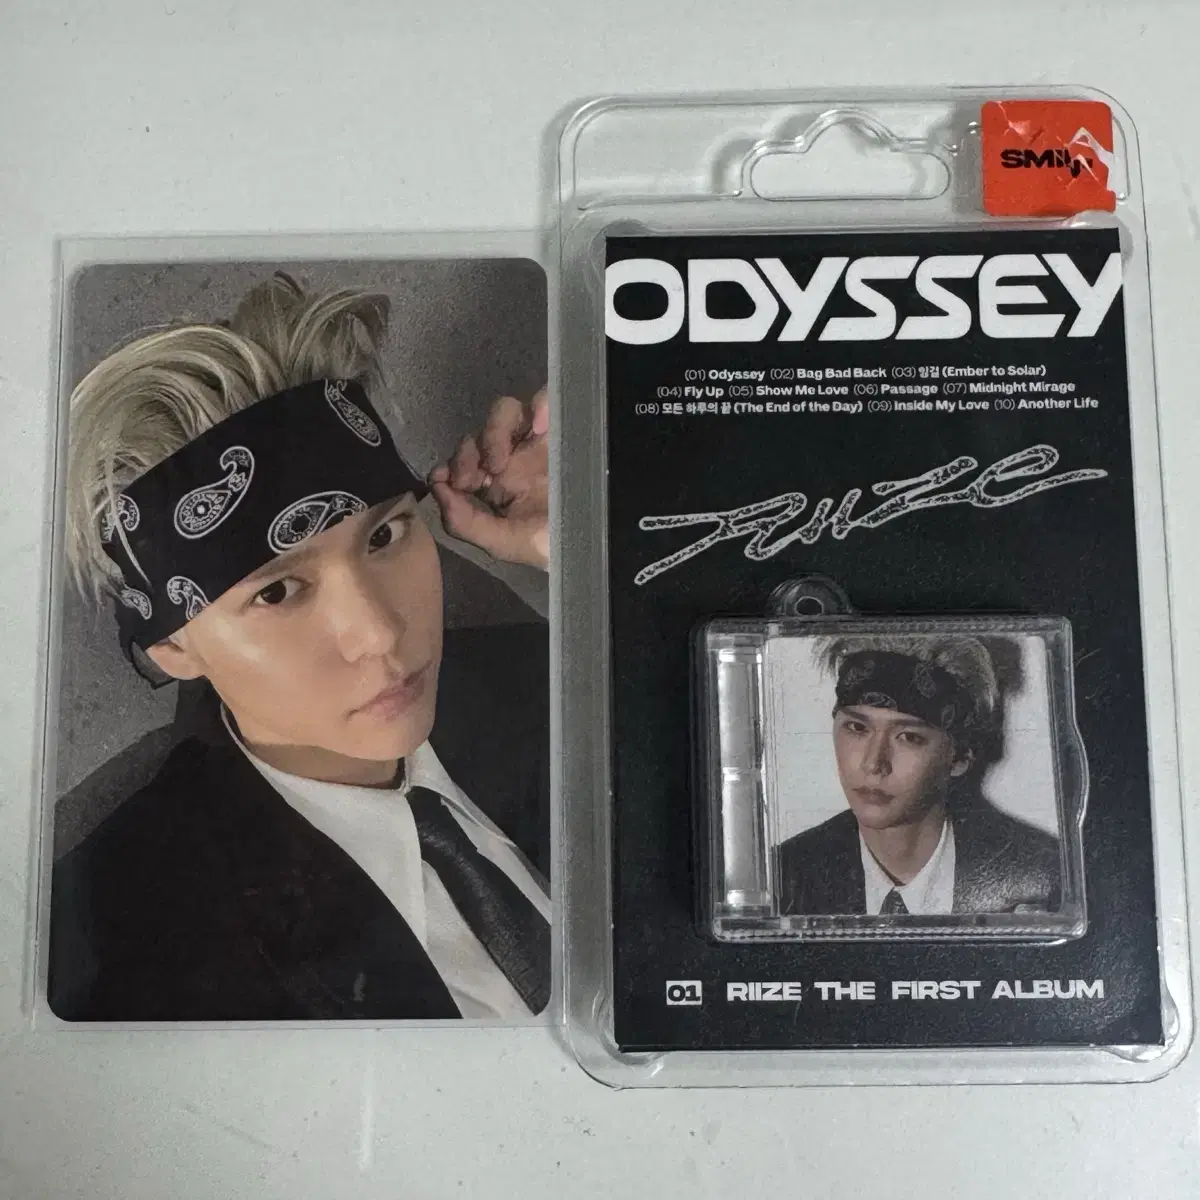 SMini
ODYSSEY
(01) Odyssey (02) Bag Bad Back (03) 잉걸 (Ember to Solar)
(04) Fly Up (05) Show Me Love (06) Passage (07) Midnight Mirage
(08) 모든 하루의 끝 (The End of the Day) (09) Inside My Love (10) Another Life
RIIZE
01 RIIZE THE FIRST ALBUM